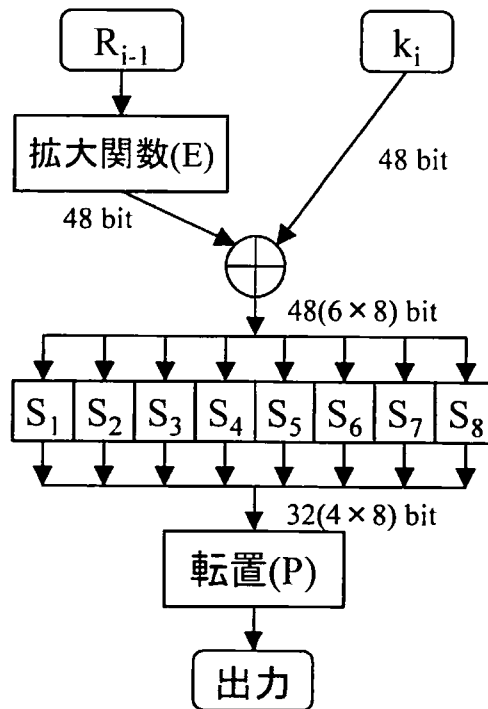 R_{i-1}
k_i
拡大関数(E)
48 bit
48 bit
48(6×8) bit
S_1 S_2 S_3 S_4 S_5 S_6 S_7 S_8
32(4×8) bit
転置(P)
出力